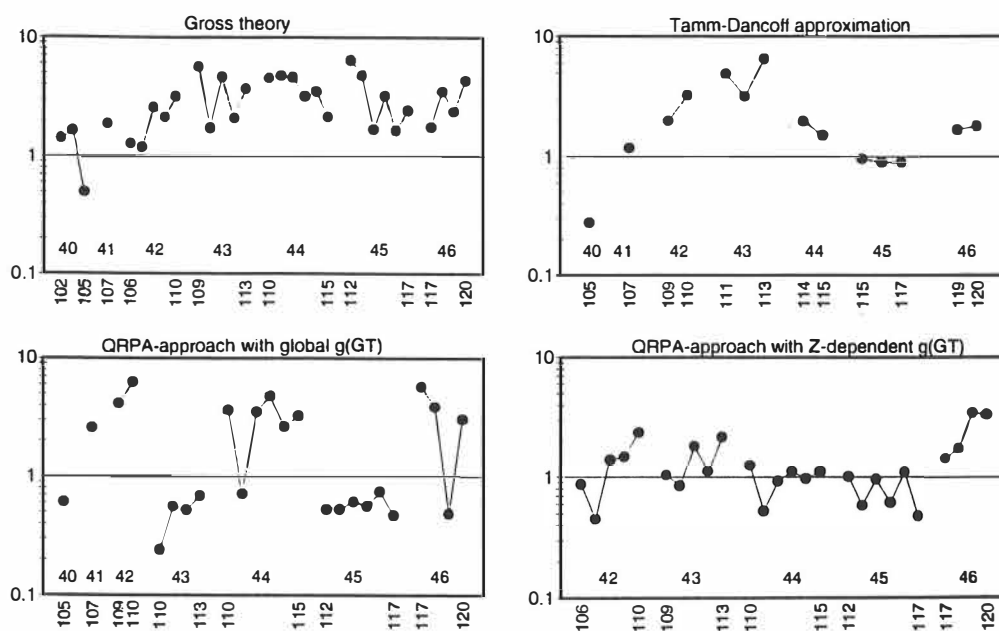 Gross theory
10
1
0.1
40 41 42 43 44 45 46
102 105 107 106 110 109 113 110 115 112 117 117 120
Tamm-Dancoff approximation
10
1
0.1
40 41 42 43 44 45 46
105 107 109 110 111 113 114 115 115 117 119 120
QRPA-approach with global g(GT)
10
1
0.1
40 41 42 43 44 45 46
105 107 109 110 110 113 110 115 112 117 117 120
QRPA-approach with Z-dependent g(GT)
10
1
0.1
42 43 44 45 46
106 110 109 113 110 115 112 117 117 120